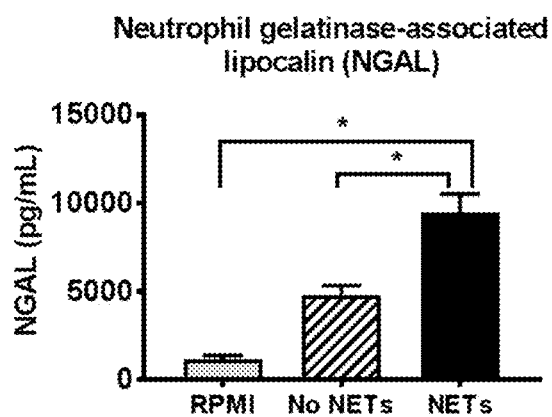 Neutrophil gelatinase-associated
lipocalin (NGAL)
15000
*
*
10000
NGAL (pg/mL)
5000
0
RPMI No NETs NETs